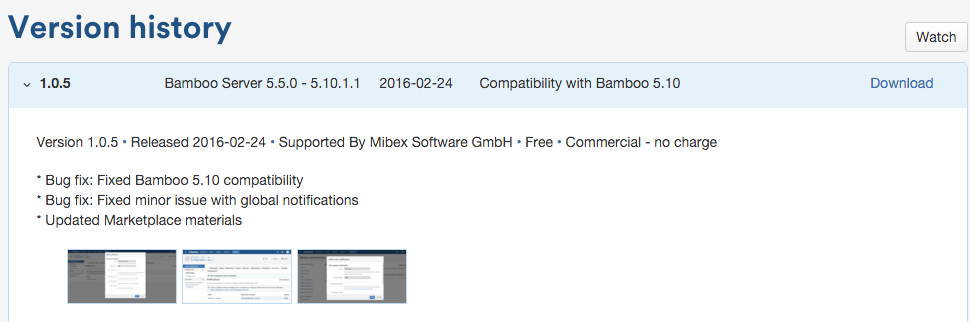 Version history
Watch
1.0.5 Bamboo Server 5.5.0 - 5.10.1.1 2016-02-24 Compatibility with Bamboo 5.10 Download
Version 1.0.5 • Released 2016-02-24 • Supported By Mibex Software GmbH • Free • Commercial - no charge
* Bug fix: Fixed Bamboo 5.10 compatibility
* Bug fix: Fixed minor issue with global notifications
* Updated Marketplace materials